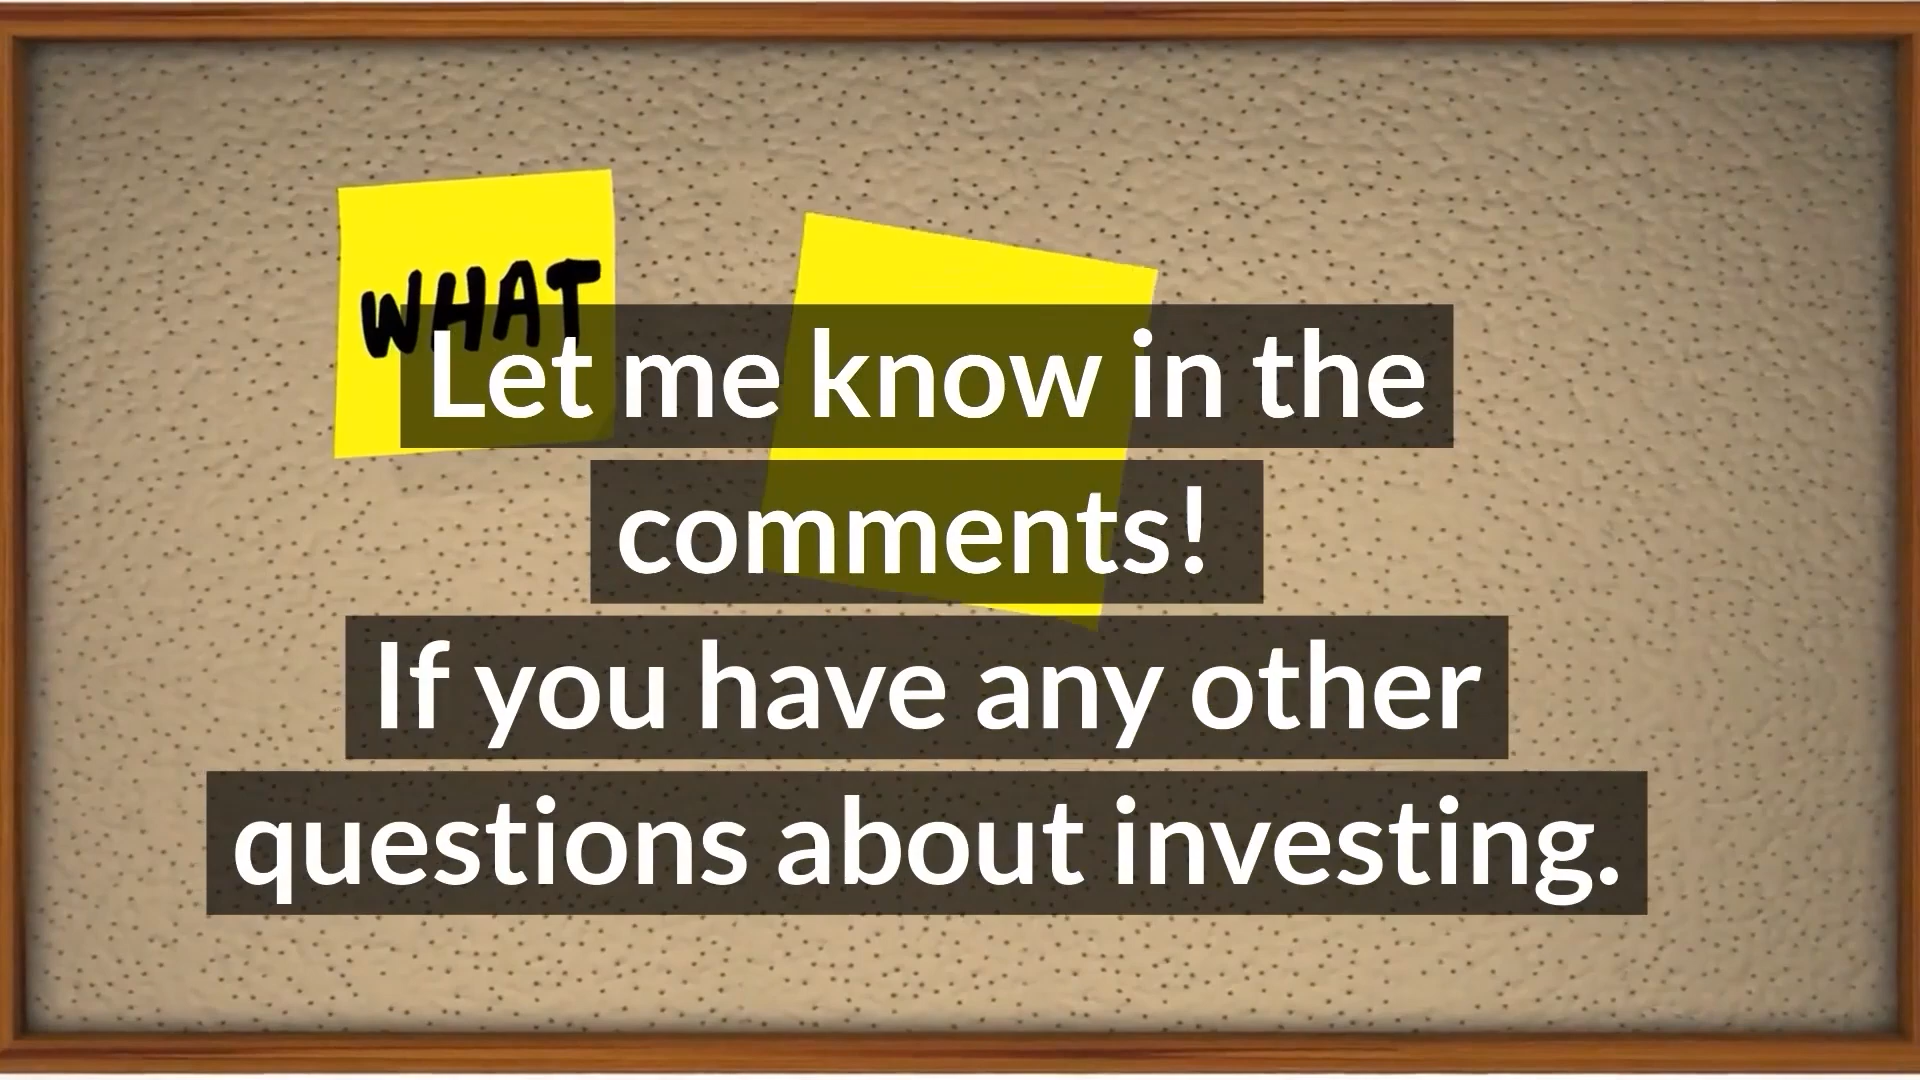 WHAT
Let me know in the
comments!
If you have any other
questions about investing.